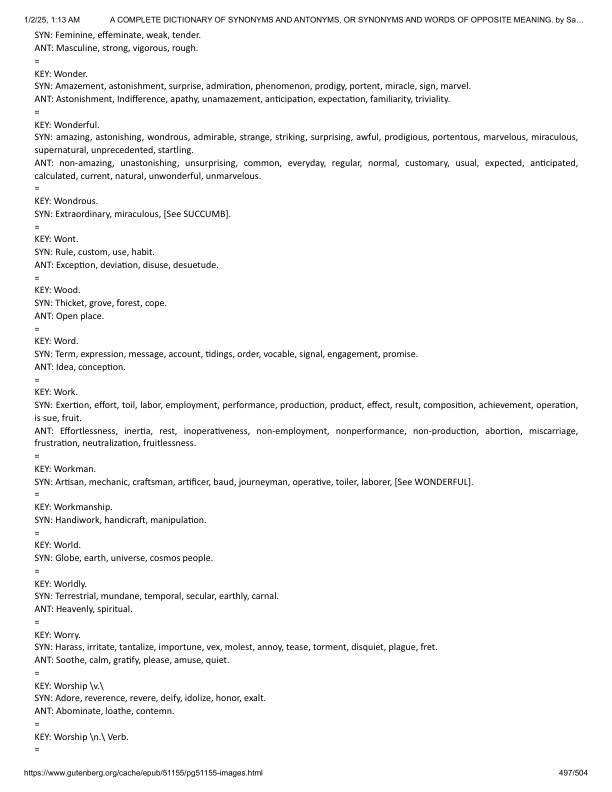 1/2/25, 1:13 AM A COMPLETE DICTIONARY OF SYNONYMS AND ANTONYMS, OR SYNONYMS AND WORDS OF OPPOSITE MEANING. by Sa…
SYN: Feminine, effeminate, weak, tender.
ANT: Masculine, strong, vigorous, rough.
=
KEY: Wonder.
SYN: Amazement, astonishment, surprise, admiration, phenomenon, prodigy, portent, miracle, sign, marvel.
ANT: Astonishment, Indifference, apathy, unamazement, anticipation, expectation, familiarity, triviality.
=
KEY: Wonderful.
SYN: amazing, astonishing, wondrous, admirable, strange, striking, surprising, awful, prodigious, portentous, marvelous, miraculous,
supernatural, unprecedented, startling.
ANT: non-amazing, unastonishing, unsurprising, common, everyday, regular, normal, customary, usual, expected, anticipated,
calculated, current, natural, unwonderful, unmarvelous.
=
KEY: Wondrous.
SYN: Extraordinary, miraculous, [See SUCCUMB].
=
KEY: Wont.
SYN: Rule, custom, use, habit.
ANT: Exception, deviation, disuse, desuetude.
=
KEY: Wood.
SYN: Thicket, grove, forest, cope.
ANT: Open place.
=
KEY: Word.
SYN: Term, expression, message, account, tidings, order, vocable, signal, engagement, promise.
ANT: Idea, conception.
=
KEY: Work.
SYN: Exertion, effort, toil, labor, employment, performance, production, product, effect, result, composition, achievement, operation,
is sue, fruit.
ANT: Effortlessness, inertia, rest, inoperativeness, non-employment, nonperformance, non-production, abortion, miscarriage,
frustration, neutralization, fruitlessness.
=
KEY: Workman.
SYN: Artisan, mechanic, craftsman, artificer, baud, journeyman, operative, toiler, laborer, [See WONDERFUL].
=
KEY: Workmanship.
SYN: Handiwork, handicraft, manipulation.
=
KEY: World.
SYN: Globe, earth, universe, cosmos people.
=
KEY: Worldly.
SYN: Terrestrial, mundane, temporal, secular, earthly, carnal.
ANT: Heavenly, spiritual.
=
KEY: Worry.
SYN: Harass, irritate, tantalize, importune, vex, molest, annoy, tease, torment, disquiet, plague, fret.
ANT: Soothe, calm, gratify, please, amuse, quiet.
=
KEY: Worship \v.\
SYN: Adore, reverence, revere, deify, idolize, honor, exalt.
ANT: Abominate, loathe, contemn.
=
KEY: Worship \n.\ Verb.
=
https://www.gutenberg.org/cache/epub/51155/pg51155-images.html 497/504